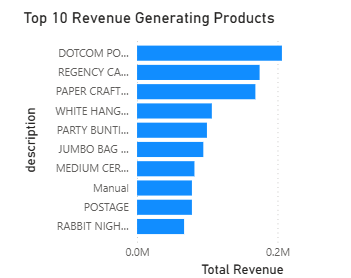 Top 10 Revenue Generating Products
DOTCOM PO...
REGENCY CA...
PAPER CRAFT...
WHITE HANG...
PARTY BUNTI...
JUMBO BAG ...
MEDIUM CER...
Manual
POSTAGE
RABBIT NIGH...
description
0.0M 0.2M
Total Revenue